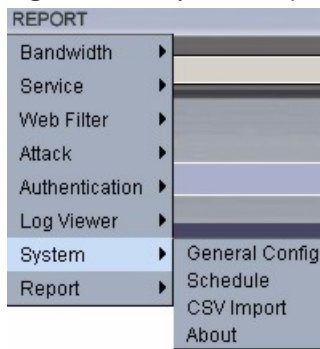 REPORT
Bandwidth
Service
Web Filter
Attack
Authentication
Log Viewer
System
Report
General Config
Schedule
CSV Import
About